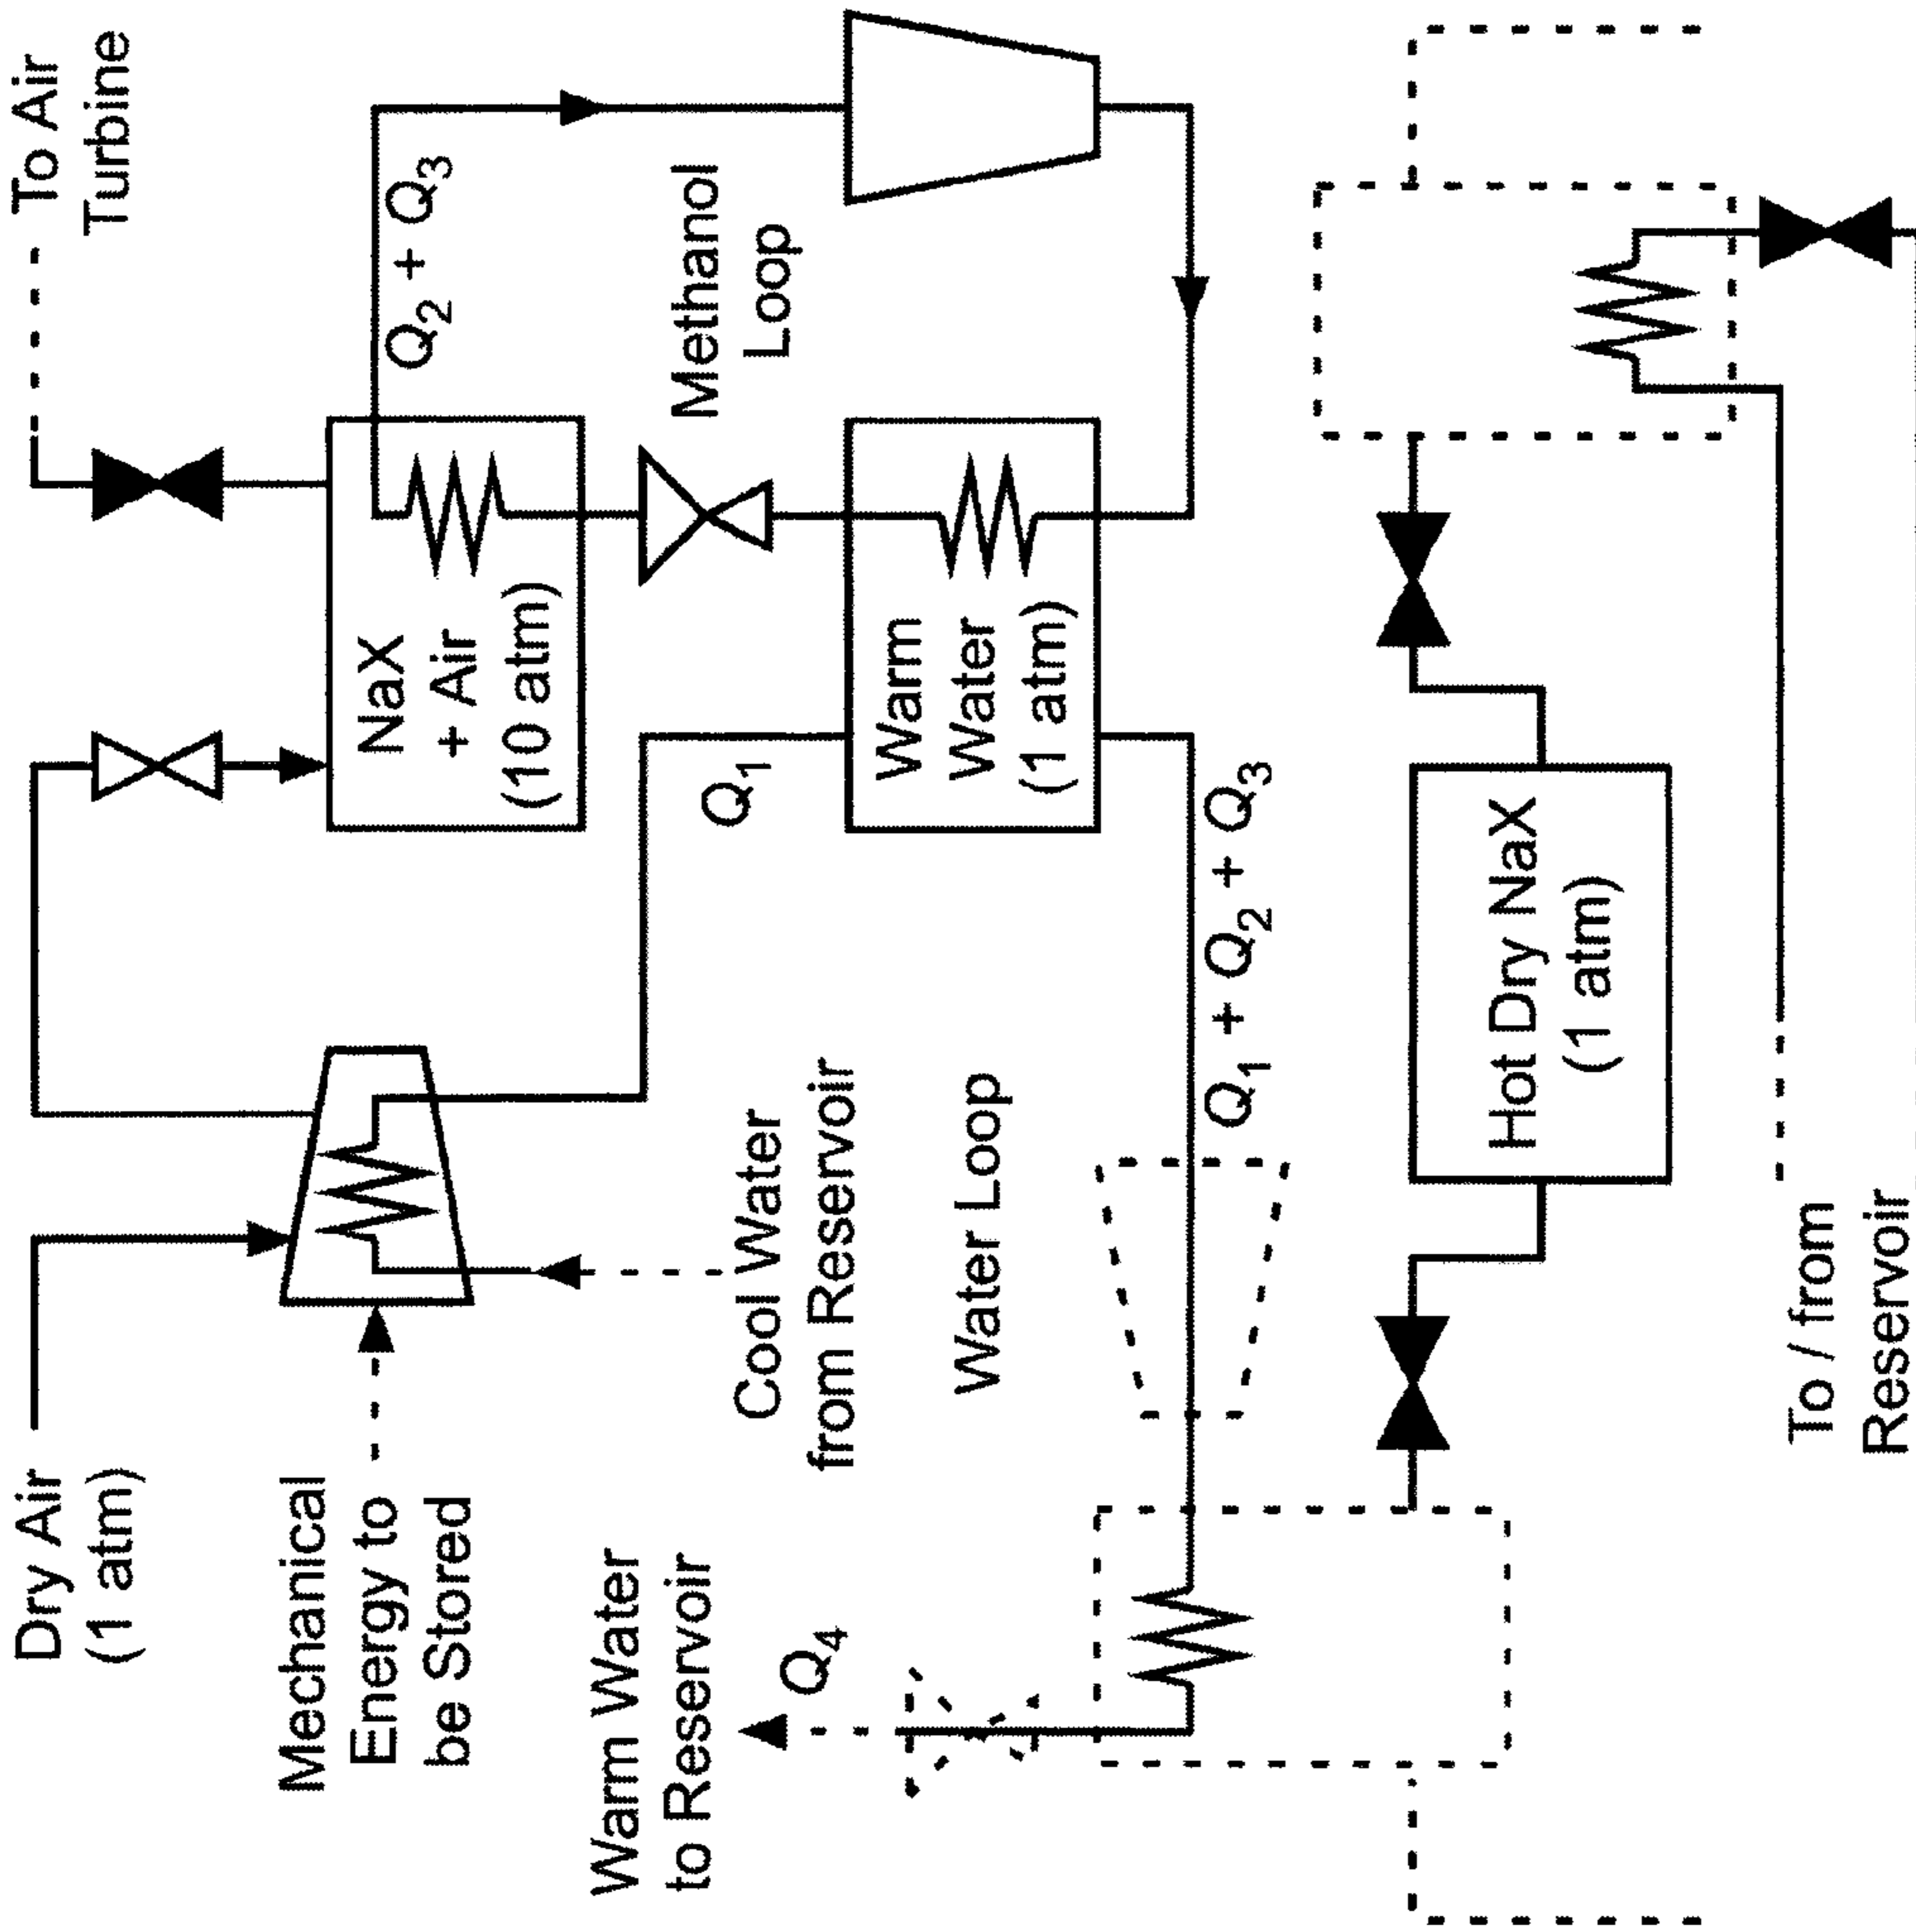 Dry Air
(1 atm)
To Air
Turbine
Mechanical
Energy to
be Stored
NaX
+ Air
(10 atm)
Q₂ + Q₃
Methanol
Loop
Q₁
Cool Water
from Reservoir
Warm Water
to Reservoir
Q₄
Warm
Water
(1 atm)
Water Loop
Q₁ + Q₂ + Q₃
Hot Dry NaX
(1 atm)
To / from
Reservoir